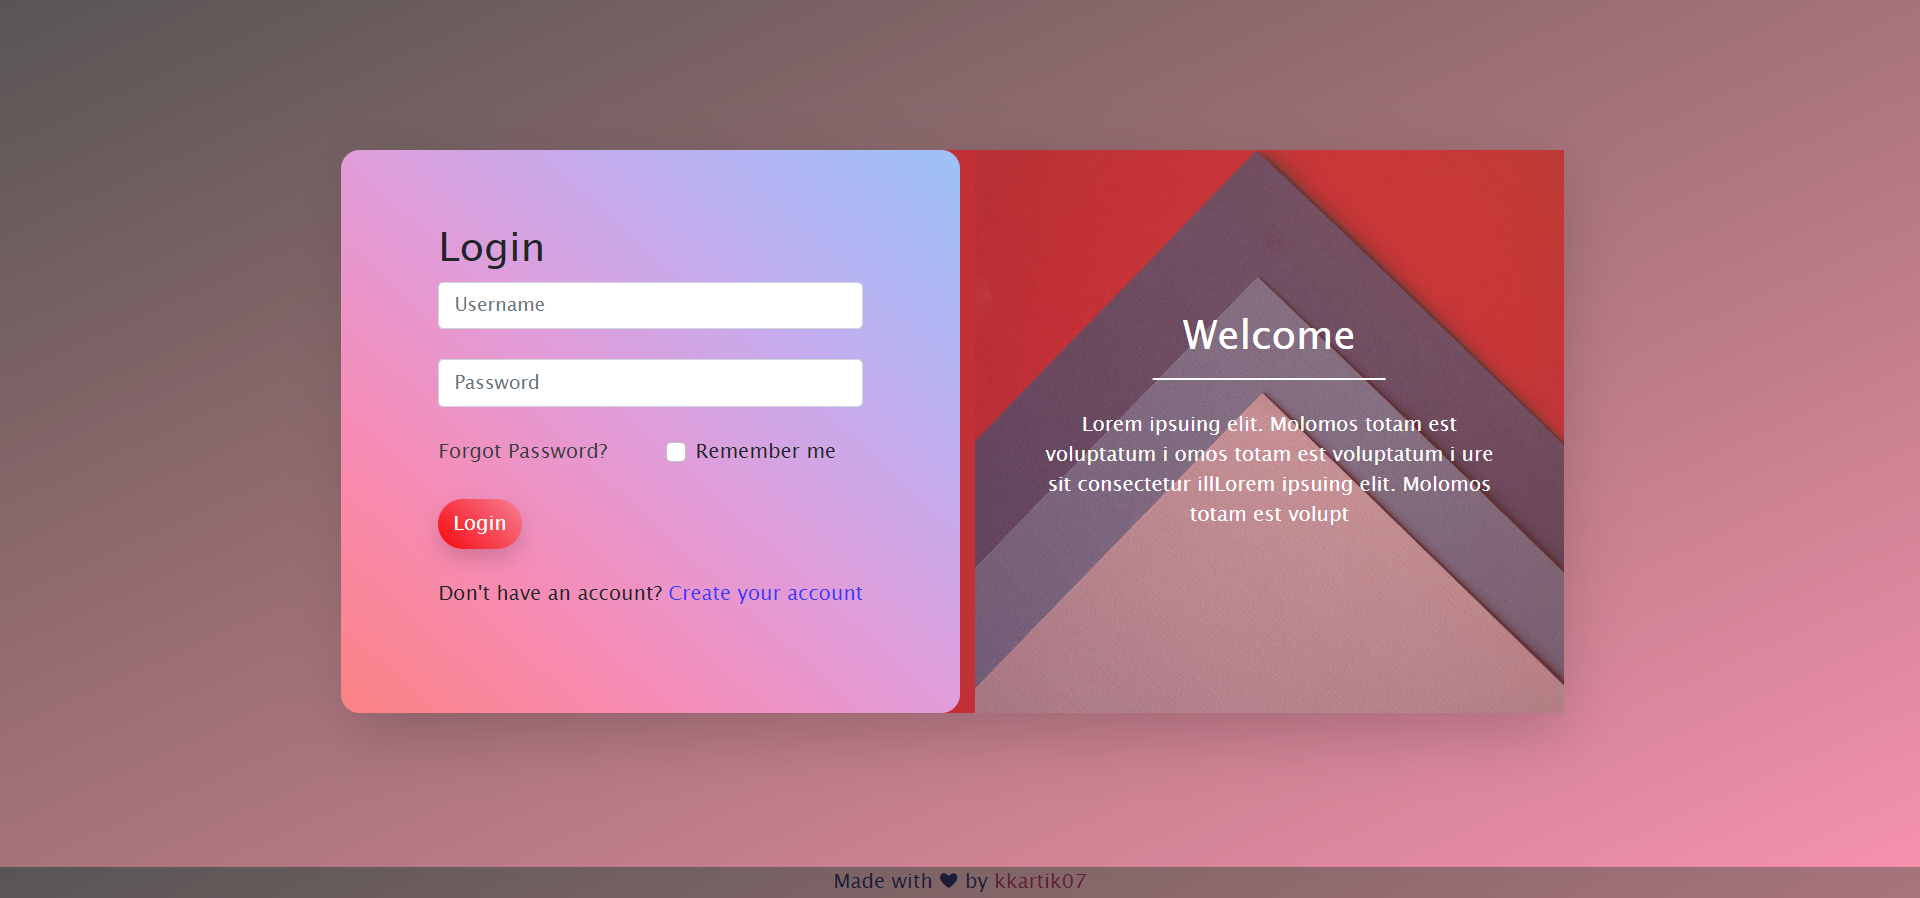 Login
Username
Password
Forgot Password?
Remember me
Login
Don't have an account? Create your account
Welcome
Lorem ipsuing elit. Molomos totam est
voluptatum i omos totam est voluptatum i ure
sit consectetur illLorem ipsuing elit. Molomos
totam est volupt
Made with ♥ by kkartik07